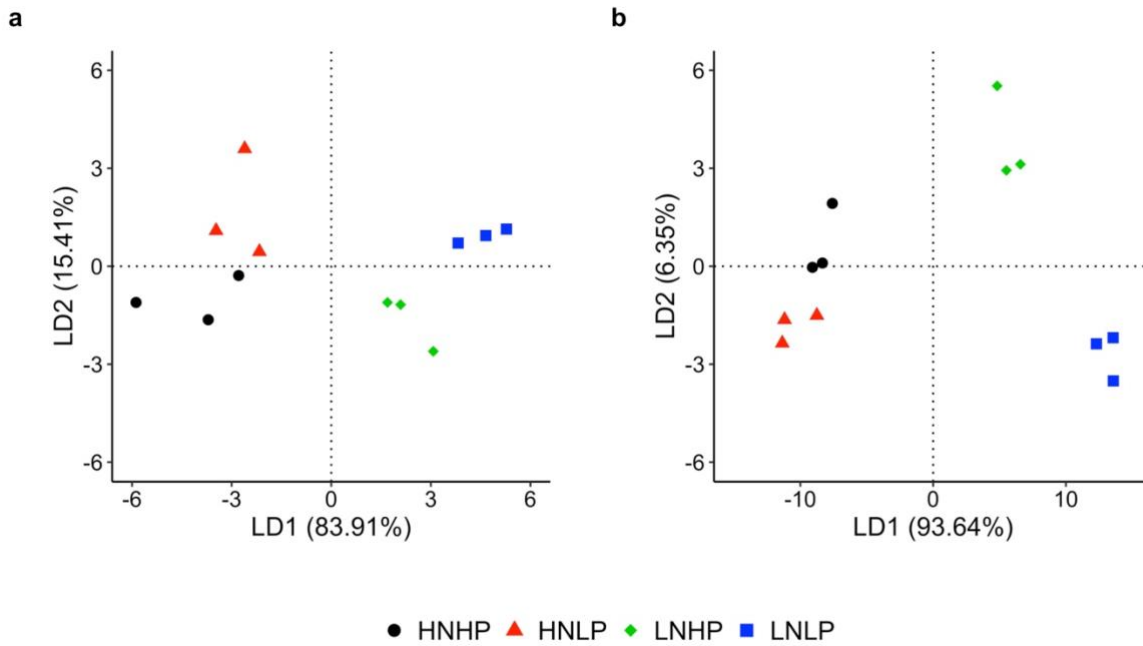 a
b
6
3
0
-3
-6
LD2 (15.41%)
-6 -3 0 3 6
LD1 (83.91%)
6
3
0
-3
-6
LD2 (6.35%)
-10 0 10
LD1 (93.64%)
HNHP HNLP LNHP LNLP